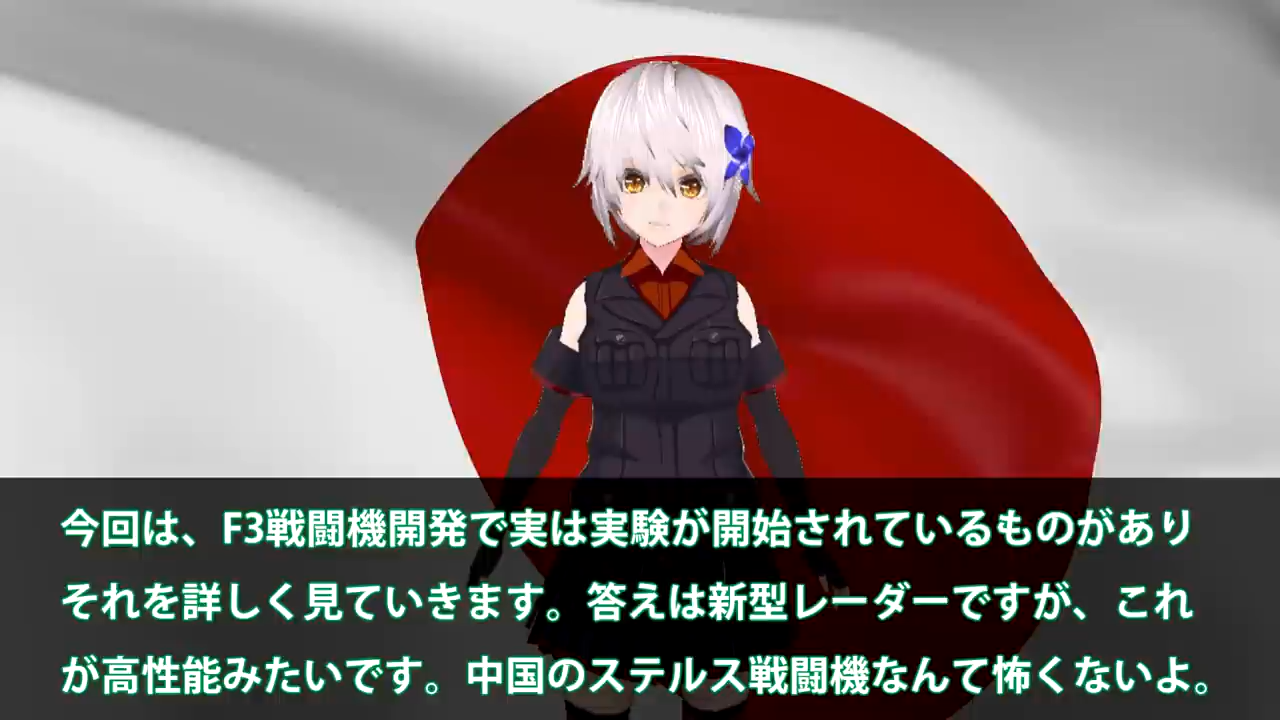 今回は、F3戦闘機開発で実は実験が開始されているものがあり
それを詳しく見ていきます。答えは新型レーダーですが、これ
が高性能みたいです。中国のステルス戦闘機なんて怖くないよ。